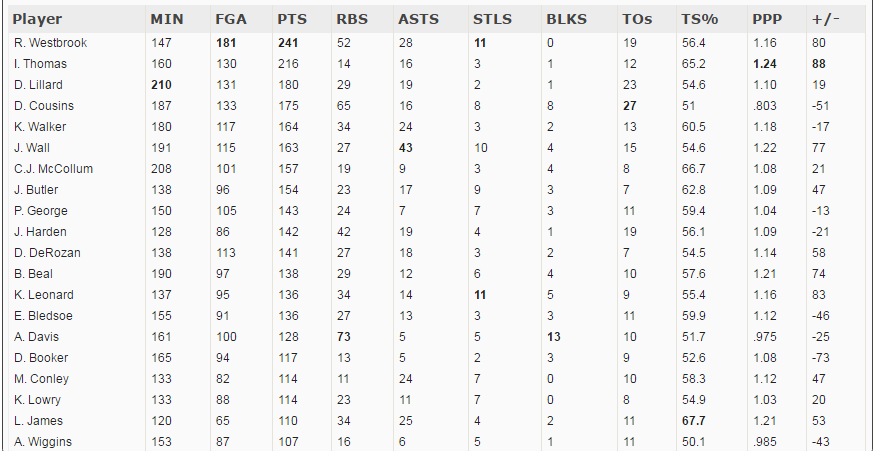 Player MIN FGA PTS RBS ASTS STLS BLKS TOs TS% PPP +/-
R. Westbrook 147 181 241 52 28 11 0 19 56.4 1.16 80
I. Thomas 160 130 216 14 16 3 1 12 65.2 1.24 88
D. Lillard 210 131 180 29 19 2 1 23 54.6 1.10 19
D. Cousins 187 133 175 65 16 8 8 27 51 .803 -51
K. Walker 180 117 164 34 24 3 2 13 60.5 1.18 -17
J. Wall 191 115 163 27 43 10 4 15 54.6 1.22 77
C.J. McCollum 208 101 157 19 9 3 4 8 66.7 1.08 21
J. Butler 138 96 154 23 17 9 3 7 62.8 1.09 47
P. George 150 105 143 24 7 7 3 11 59.4 1.04 -13
J. Harden 128 86 142 42 19 4 1 19 56.1 1.09 -21
D. DeRozan 138 113 141 27 18 3 2 7 54.5 1.14 58
B. Beal 190 97 138 29 12 6 4 10 57.6 1.21 74
K. Leonard 137 95 136 34 14 11 5 9 55.4 1.16 83
E. Bledsoe 155 91 136 27 13 3 3 11 59.9 1.12 -46
A. Davis 161 100 128 73 5 5 13 10 51.7 .975 -25
D. Booker 165 94 117 13 5 2 3 9 52.6 1.08 -73
M. Conley 133 82 114 11 24 7 0 10 58.3 1.12 47
K. Lowry 133 88 114 23 11 7 0 8 54.9 1.03 20
L. James 120 65 110 34 25 4 2 11 67.7 1.21 53
A. Wiggins 153 87 107 16 6 5 1 11 50.1 .985 -43